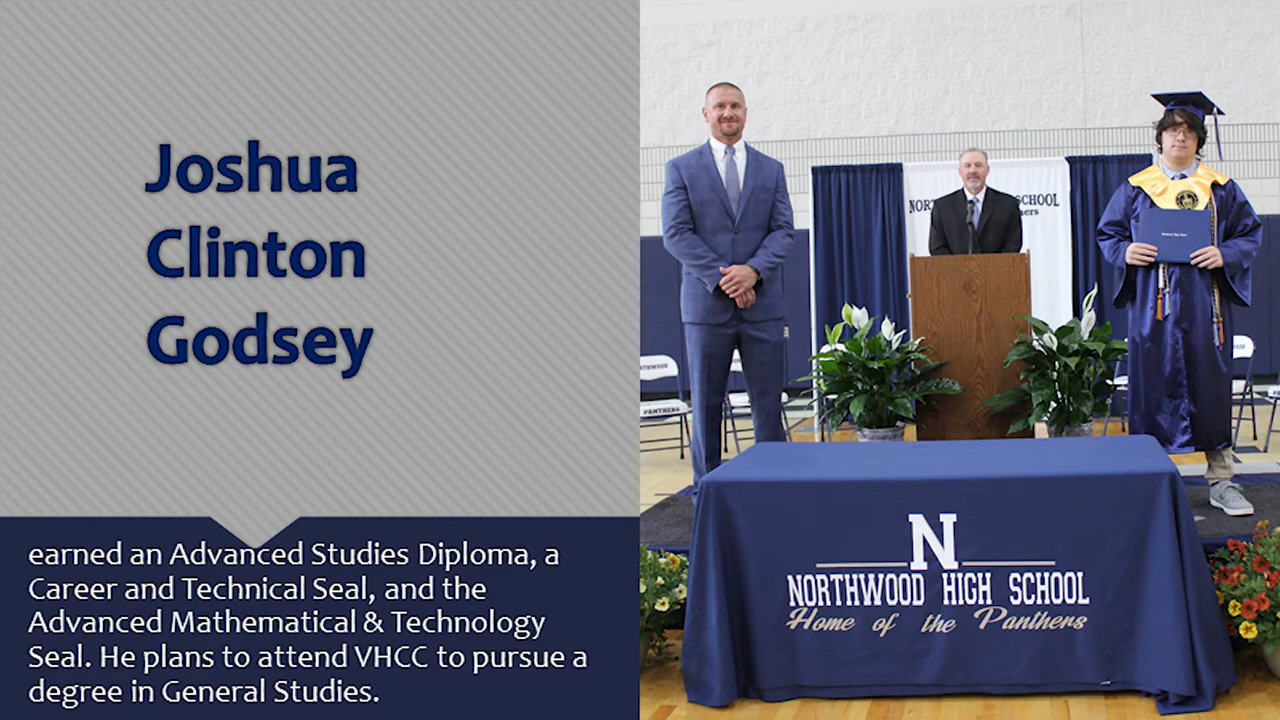 Joshua
Clinton
Godsey
earned an Advanced Studies Diploma, a
Career and Technical Seal, and the
Advanced Mathematical & Technology
Seal. He plans to attend VHCC to pursue a
degree in General Studies.
SCHOOL
N
NORTHWOOD HIGH SCHOOL
Home of the Panthers